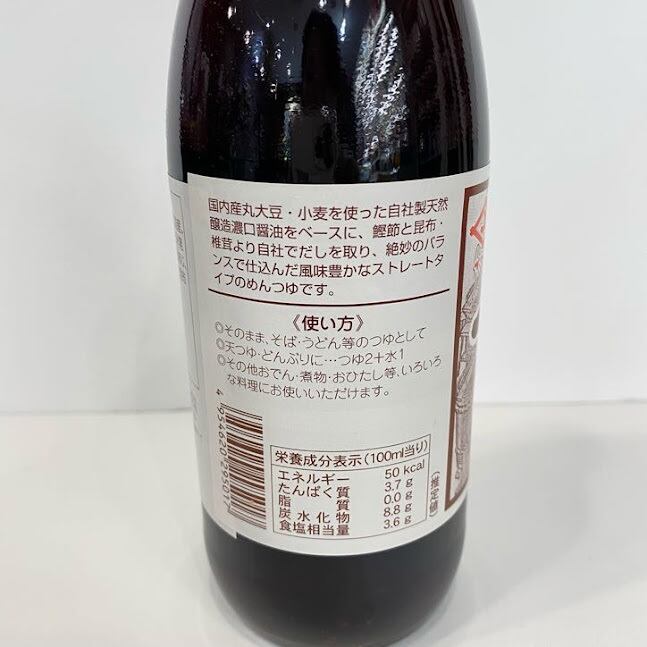 国内産丸大豆・小麦を使った自社製天然
醸造濃口醤油をベースに、鰹節と昆布・
椎茸より自社でだしを取り、絶妙のバラ
ンスで仕込んだ風味豊かなストレートタ
イプのめんつゆです。
《使い方》
◎そのまま、そば・うどん等のつゆとして
◎天つゆ・どんぶりに…つゆ2+水1
◎その他おでん・煮物・おひたし等、いろいろ
な料理にお使いいただけます。
栄養成分表示(100ml当り)
エネルギー 50 kcal
たんぱく質 3.7 g
脂質 0.0 g
炭水化物 8.8 g
食塩相当量 3.6 g
(推定値)